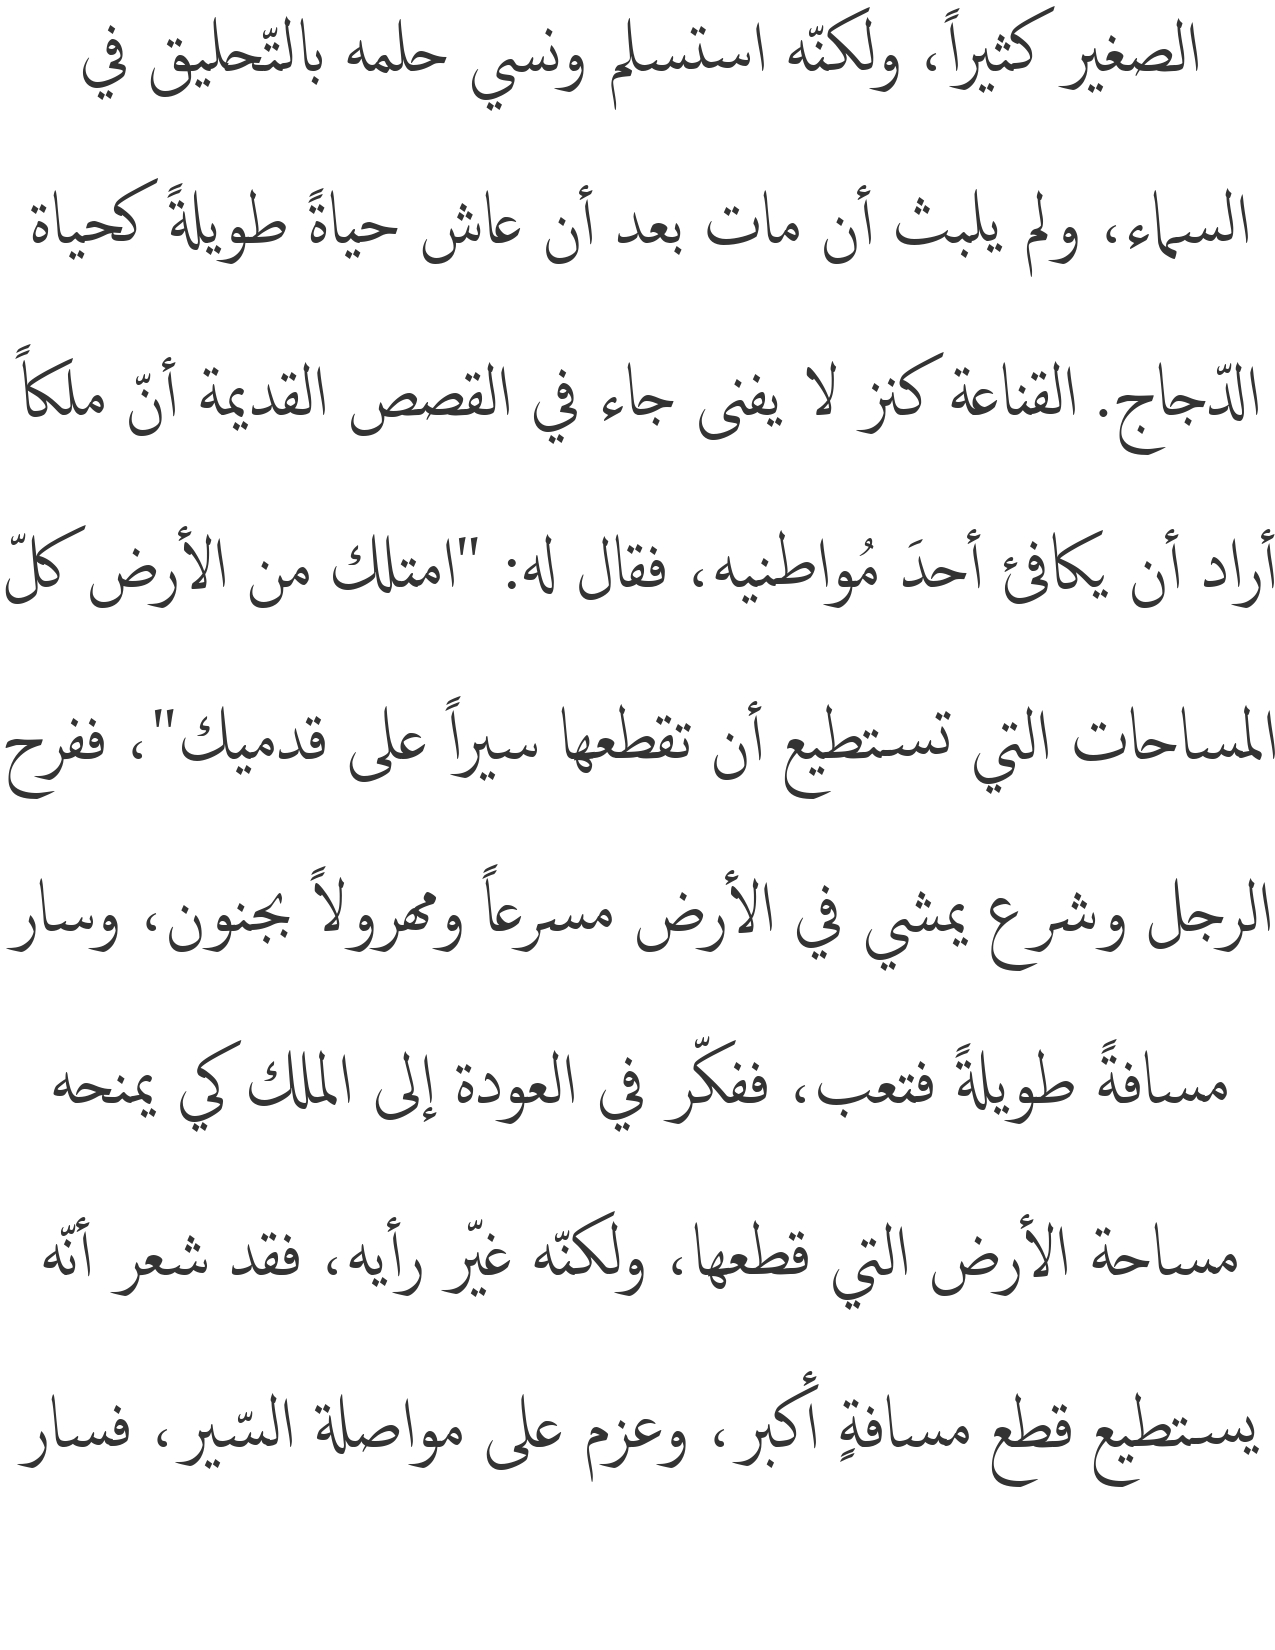 الصغير كثيراً، ولكنّه استسلم ونسي حلمه بالتّحليق في
السماء، ولم يلبث أن مات بعد أن عاش حياةً طويلةً كحياة
الدّجاج. القناعة كنز لا يفنى جاء في القصص القديمة أنّ ملكاً
أراد أن يكافئ أحدَ مُواطنيه، فقال له: "امتلك من الأرض كلّ
المساحات التي تستطيع أن تقطعها سيراً على قدميك"، ففرح
الرجل وشرع يمشي في الأرض مسرعاً ومهرولاً بجنون، وسار
مسافةً طويلةً فتعب، ففكّر في العودة إلى الملك كي يمنحه
مساحة الأرض التي قطعها، ولكنّه غيّر رأيه، فقد شعر أنّه
يستطيع قطع مسافةٍ أكبر، وعزم على مواصلة السّير، فسار